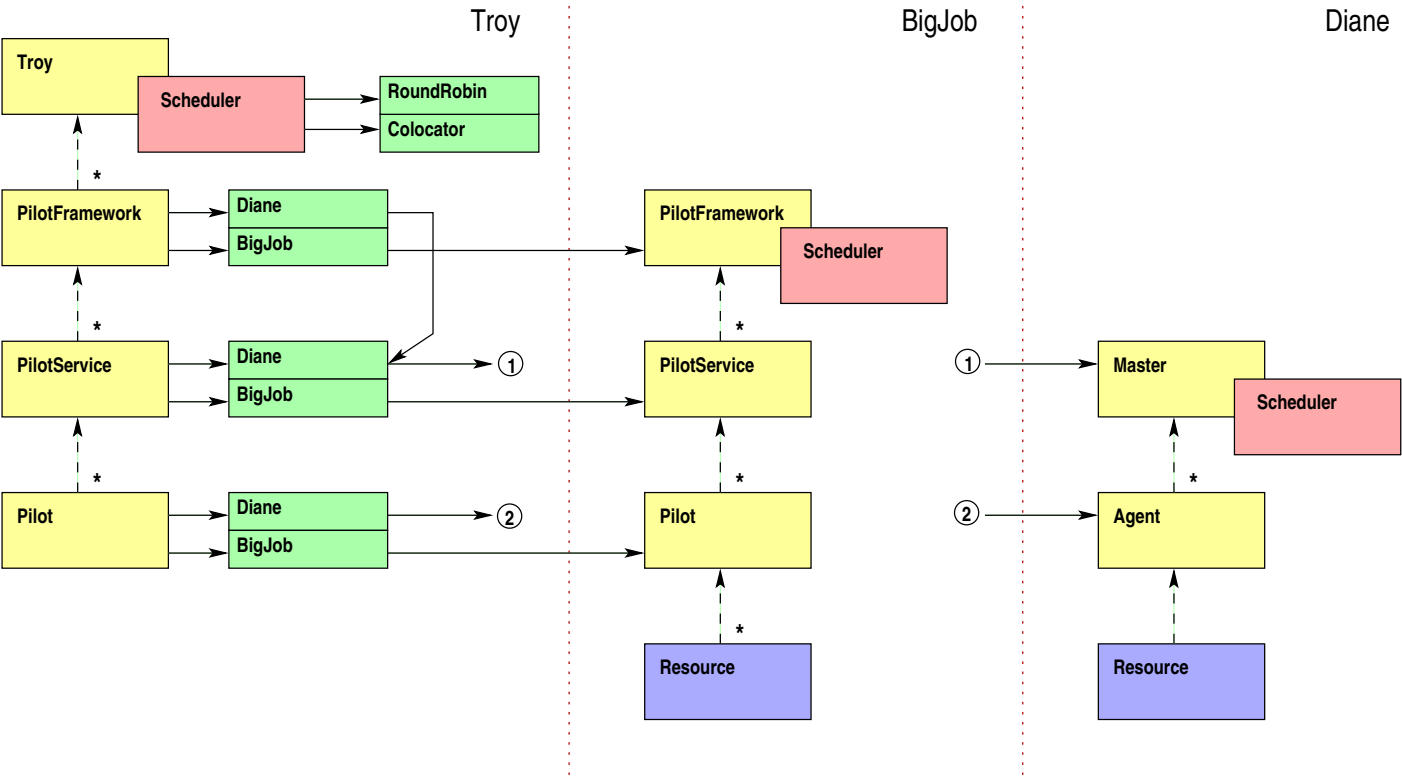 Troy
BigJob
Diane
Troy
Scheduler
RoundRobin
Colocator
*
PilotFramework
Diane
BigJob
PilotFramework
Scheduler
*
*
PilotService
Diane
BigJob
1
PilotService
1
Master
Scheduler
*
*
*
Pilot
Diane
BigJob
2
Pilot
2
Agent
*
Resource
Resource